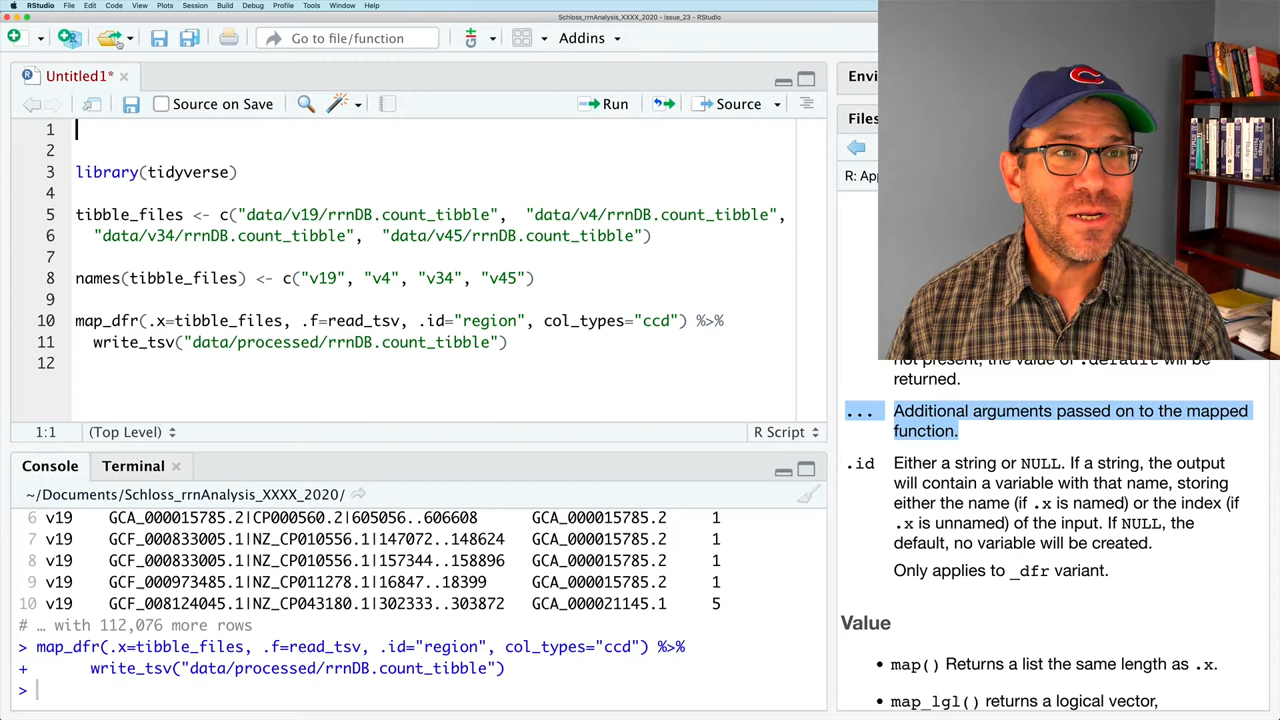 RStudio File Edit Code View Plots Session Build Debug Profile Tools Window Help
Schloss_rrnAnalysis_XXXX_2020 - issue_23 - RStudio
Go to file/function Addins
Untitled1*
Source on Save Run Source
1
2
3 library(tidyverse)
4
5 tibble_files <- c("data/v19/rrnDB.count_tibble", "data/v4/rrnDB.count_tibble",
6 "data/v34/rrnDB.count_tibble", "data/v45/rrnDB.count_tibble")
7
8 names(tibble_files) <- c("v19", "v4", "v34", "v45")
9
10 map_dfr(.x=tibble_files, .f=read_tsv, .id="region", col_types="ccd") %>%
11 write_tsv("data/processed/rrnDB.count_tibble")
12
1:1 (Top Level) R Script
Console Terminal
~/Documents/Schloss_rrnAnalysis_XXXX_2020/
6 v19 GCA_000015785.2|CP000560.2|605056..606608 GCA_000015785.2 1
7 v19 GCF_000833005.1|NZ_CP010556.1|147072..148624 GCA_000015785.2 1
8 v19 GCF_000833005.1|NZ_CP010556.1|157344..158896 GCA_000015785.2 1
9 v19 GCF_000973485.1|NZ_CP011278.1|16847..18399 GCA_000015785.2 1
10 v19 GCF_008124045.1|NZ_CP043180.1|302333..303872 GCA_000021145.1 5
# … with 112,076 more rows
> map_dfr(.x=tibble_files, .f=read_tsv, .id="region", col_types="ccd") %>%
+ write_tsv("data/processed/rrnDB.count_tibble")
>
Envi
Files
R: App
not present, the value of .default will be
returned.
... Additional arguments passed on to the mapped
function.
.id Either a string or NULL. If a string, the output
will contain a variable with that name, storing
either the name (if .x is named) or the index (if
.x is unnamed) of the input. If NULL, the
default, no variable will be created.
Only applies to _dfr variant.
Value
• map() Returns a list the same length as .x.
• map_lgl() returns a logical vector,
C